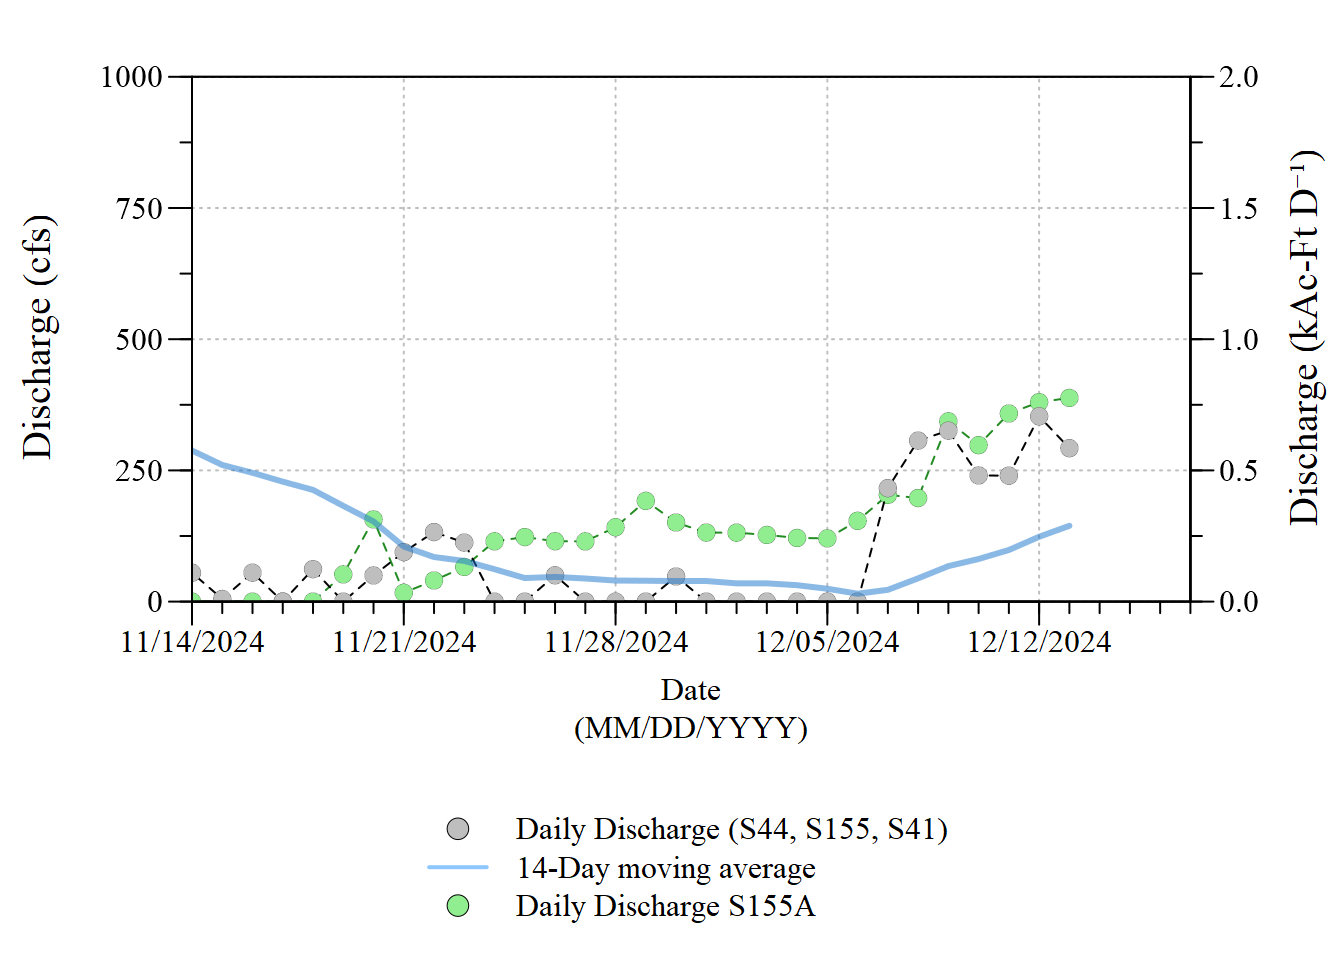 1000
750
500
250
0
Discharge (cfs)
2.0
1.5
1.0
0.5
0.0
Discharge (kAc-Ft D⁻¹)
11/14/2024 11/21/2024 11/28/2024 12/05/2024 12/12/2024
Date
(MM/DD/YYYY)
Daily Discharge (S44, S155, S41)
14-Day moving average
Daily Discharge S155A